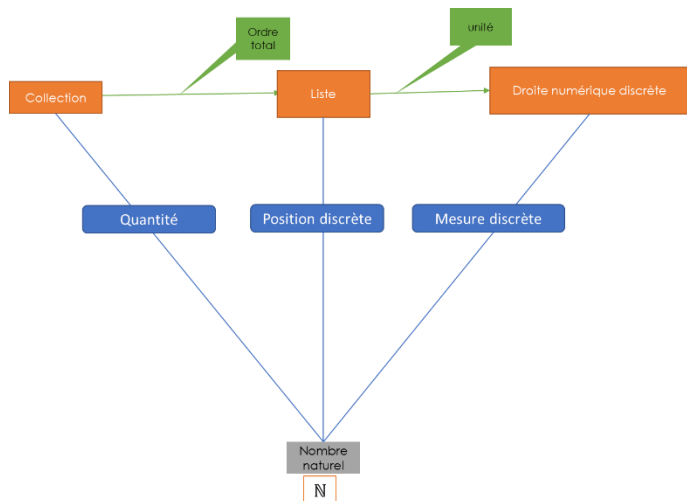 Ordre
total
unité
Collection
Liste
Droite numérique discrète
Quantité
Position discrète
Mesure discrète
Nombre
naturel
ℕ